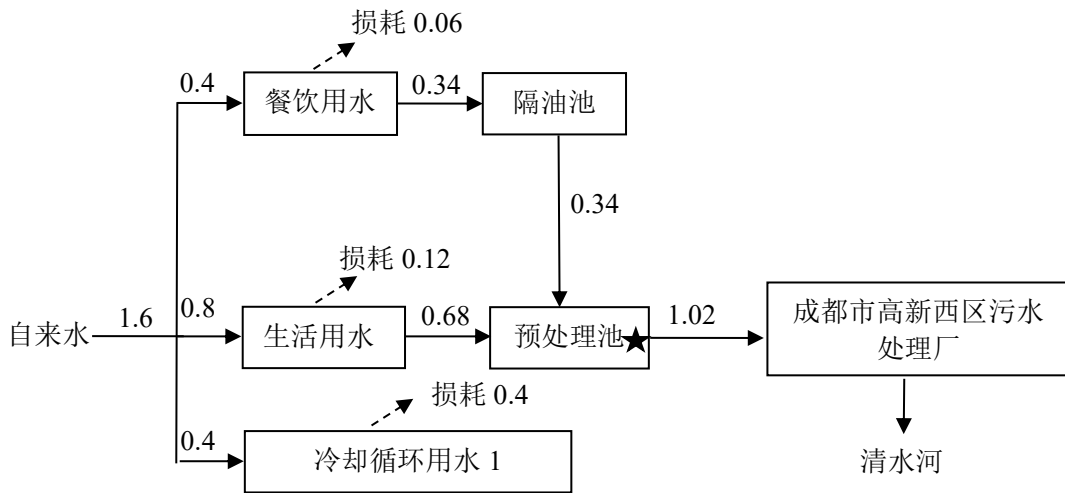 损耗 0.06
0.4
餐饮用水
0.34
隔油池
0.34
损耗 0.12
自来水
1.6
0.8
生活用水
0.68
预处理池★
1.02
成都市高新西区污水
处理厂
损耗 0.4
0.4
冷却循环用水 1
清水河